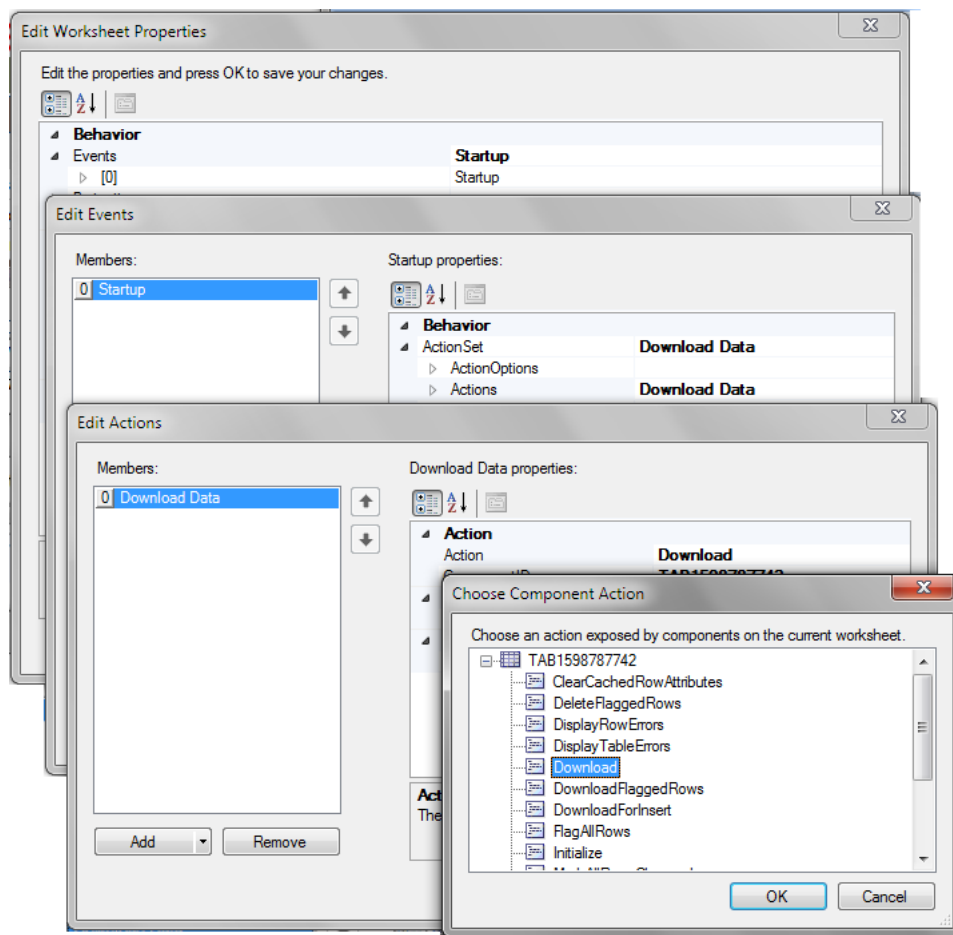 Edit Worksheet Properties
Edit the properties and press OK to save your changes.
Behavior
Events Startup
[0] Startup
Edit Events
Members: Startup properties:
0 Startup
Behavior
ActionSet Download Data
ActionOptions
Actions Download Data
Edit Actions
Members: Download Data properties:
0 Download Data
Action
Action Download
TAB1598787742
Choose Component Action
Choose an action exposed by components on the current worksheet.
TAB1598787742
ClearCachedRowAttributes
DeleteFlaggedRows
DisplayRowErrors
DisplayTableErrors
Download
DownloadFlaggedRows
DownloadForInsert
FlagAllRows
Initialize
Act
The
Add Remove
OK Cancel